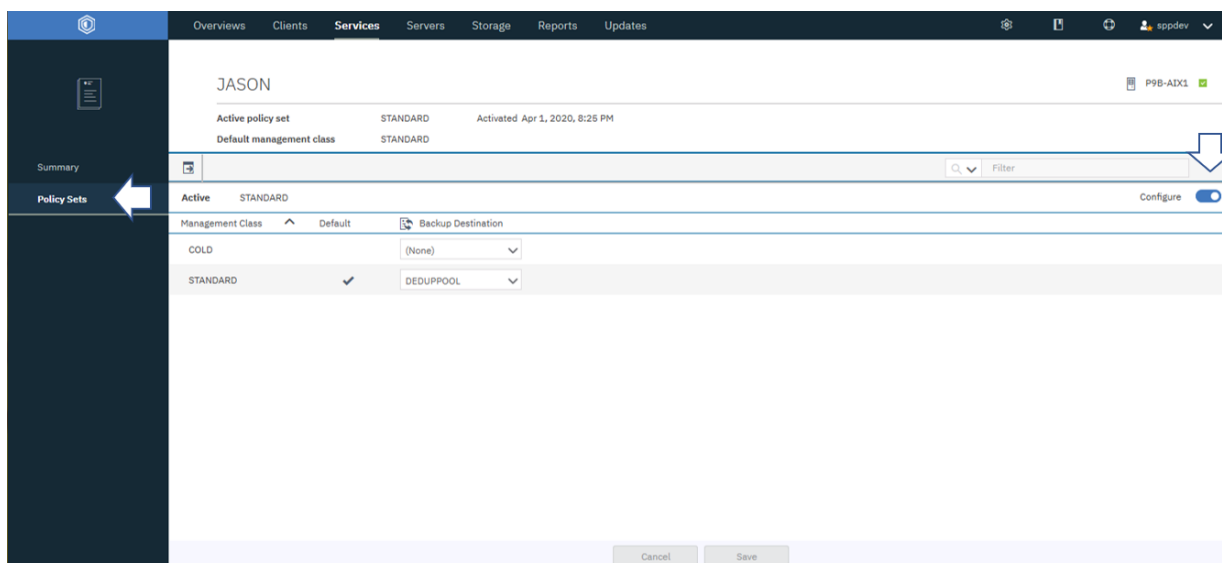 Overviews Clients Services Servers Storage Reports Updates sppdev
JASON P9B-AIX1
Active policy set STANDARD Activated Apr 1, 2020, 8:25 PM
Default management class STANDARD
Summary
Filter
Policy Sets
Active STANDARD Configure
Management Class Default Backup Destination
COLD (None)
STANDARD DEDUPPOOL
Cancel Save